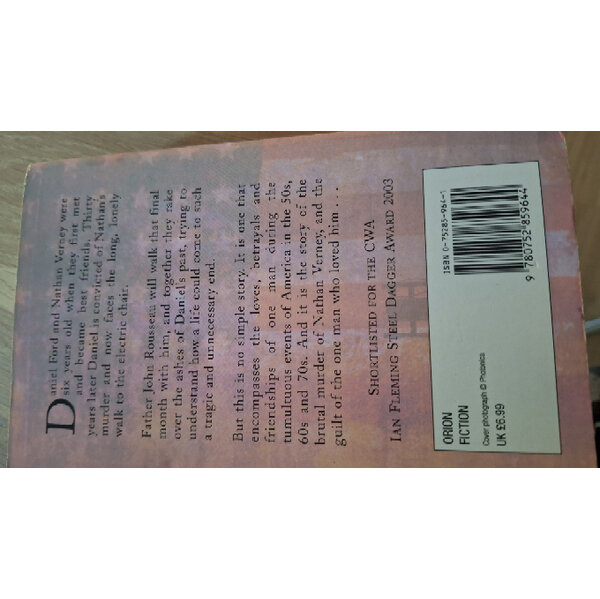 Daniel Ford and Nathan Verney were
six years old when they first met
and became best friends. Thirty
years later Daniel is convicted of Nathan's
murder and now faces the long, lonely
walk to the electric chair.
Father John Rousseau will walk that final
month with him, and together they rake
over the ashes of Daniel's past, trying to
understand how a life could come to such
a tragic and unnecessary end.
But this is no simple story. It is one that
encompasses the loves, betrayals and
friendships of one man during the
tumultuous events of America in the 50s,
60s and 70s. And it is the story of the
brutal murder of Nathan Verney, and the
guilt of the one man who loved him . . .
SHORTLISTED FOR THE CWA
IAN FLEMING STEEL DAGGER AWARD 2003
ORION
FICTION
Cover photograph © Photonica
UK £6.99
ISBN 0-75285-964-1
9 780752 859644